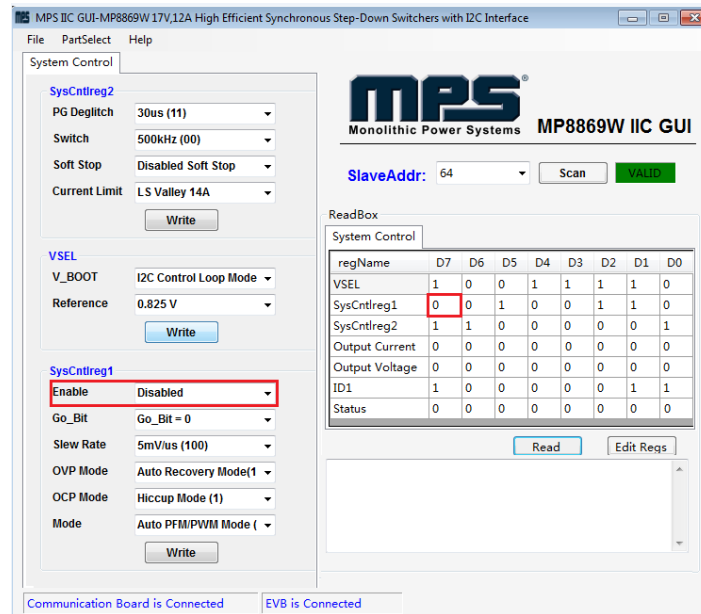 MPS IIC GUI-MP8869W 17V,12A High Efficient Synchronous Step-Down Switchers with I2C Interface
File PartSelect Help
System Control
SysCntlreg2
PG Deglitch 30us (11)
Switch 500kHz (00)
Soft Stop Disabled Soft Stop
Current Limit LS Valley 14A
Write
VSEL
V_BOOT I2C Control Loop Mode
Reference 0.825 V
Write
SysCntlreg1
Enable Disabled
Go_Bit Go_Bit = 0
Slew Rate 5mV/us (100)
OVP Mode Auto Recovery Mode(1
OCP Mode Hiccup Mode (1)
Mode Auto PFM/PWM Mode (
Write
mps®
Monolithic Power Systems MP8869W IIC GUI
SlaveAddr: 64 Scan VALID
ReadBox
System Control
regName D7 D6 D5 D4 D3 D2 D1 D0
VSEL 1 0 0 1 1 1 1 0
SysCntlreg1 0 0 1 0 0 1 1 0
SysCntlreg2 1 1 0 0 0 0 0 1
Output Current 0 0 0 0 0 0 0 0
Output Voltage 0 0 0 0 0 0 0 0
ID1 1 0 0 0 0 0 1 1
Status 0 0 0 0 0 0 0 0
Read Edit Regs
Communication Board is Connected EVB is Connected